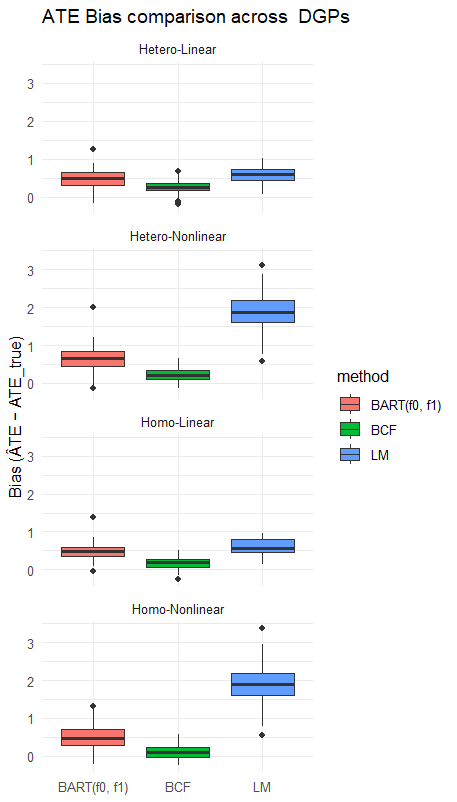 ATE Bias comparison across  DGPs
Hetero-Linear
3
2
1
0
Hetero-Nonlinear
3
2
1
0
Homo-Linear
3
2
1
0
Homo-Nonlinear
3
2
1
0
BART(f0, f1)
BCF
LM
Bias (ÂTE − ATE_true)
method
BART(f0, f1)
BCF
LM